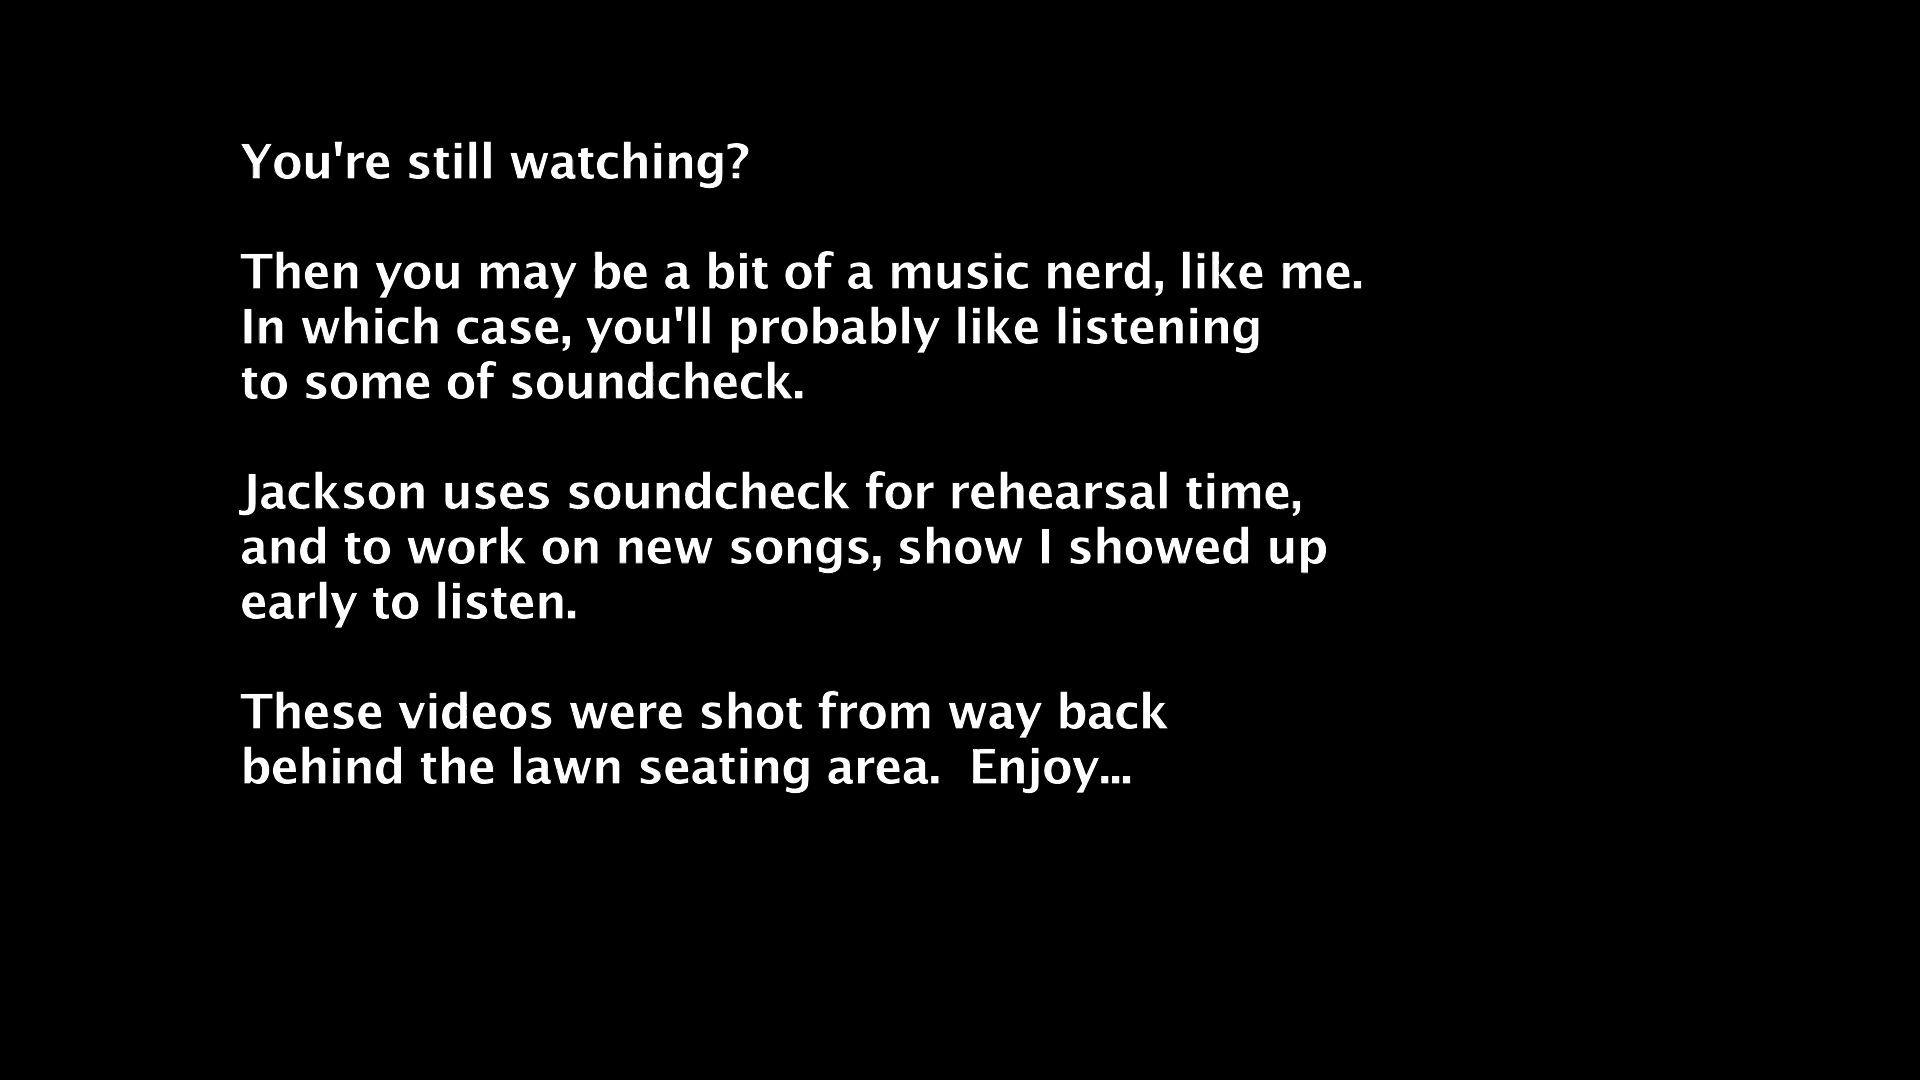 You're still watching?
Then you may be a bit of a music nerd, like me.
In which case, you'll probably like listening
to some of soundcheck.
Jackson uses soundcheck for rehearsal time,
and to work on new songs, show I showed up
early to listen.
These videos were shot from way back
behind the lawn seating area.  Enjoy...